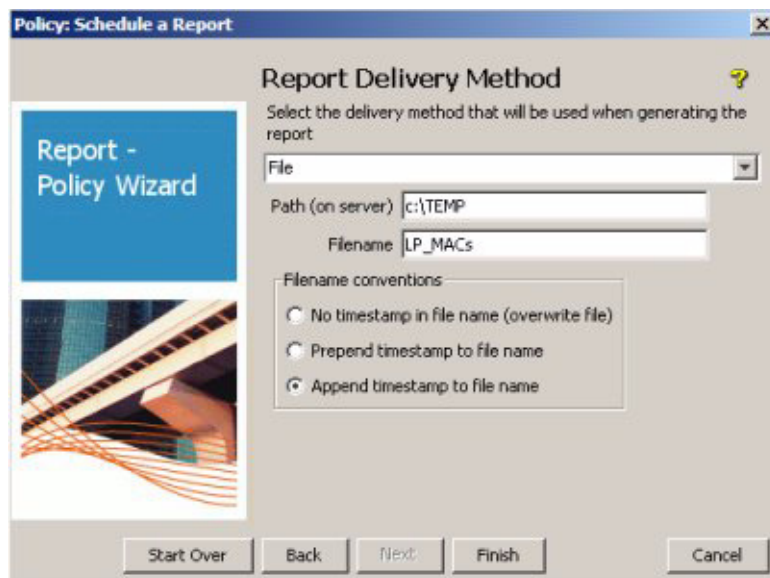 Policy: Schedule a Report
Report Delivery Method
?
Select the delivery method that will be used when generating the
report
Report -
Policy Wizard
File
Path (on server) c:\TEMP
Filename LP_MACs
Filename conventions
No timestamp in file name (overwrite file)
Prepend timestamp to file name
Append timestamp to file name
Start Over Back Next Finish Cancel